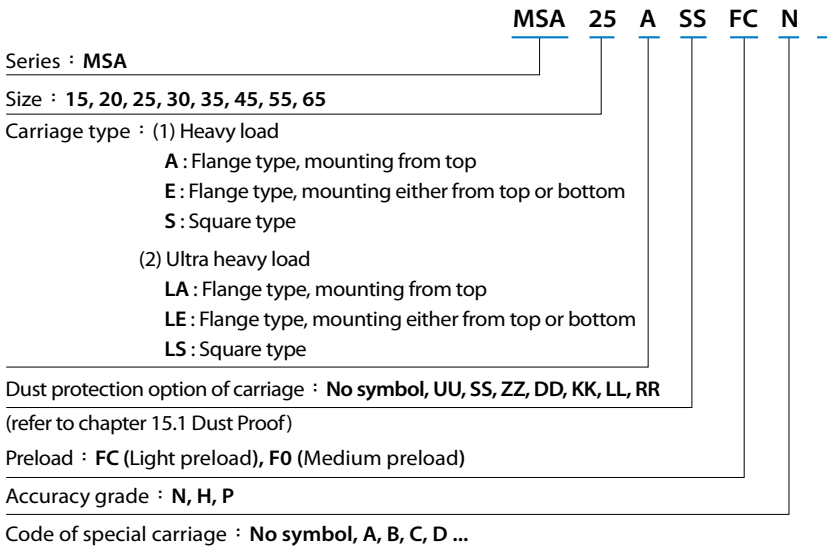 MSA 25 A SS FC N
Series：MSA
Size：15, 20, 25, 30, 35, 45, 55, 65
Carriage type：(1) Heavy load
A : Flange type, mounting from top
E : Flange type, mounting either from top or bottom
S : Square type
(2) Ultra heavy load
LA : Flange type, mounting from top
LE : Flange type, mounting either from top or bottom
LS : Square type
Dust protection option of carriage：No symbol, UU, SS, ZZ, DD, KK, LL, RR
(refer to chapter 15.1 Dust Proof)
Preload：FC (Light preload), F0 (Medium preload)
Accuracy grade：N, H, P
Code of special carriage：No symbol, A, B, C, D ...